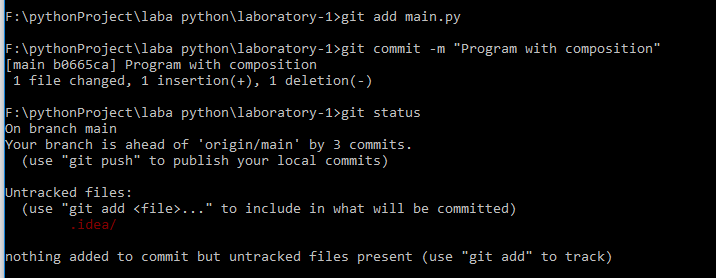 F:\pythonProject\laba python\laboratory-1>git add main.py
F:\pythonProject\laba python\laboratory-1>git commit -m "Program with composition"
[main b0665ca] Program with composition
1 file changed, 1 insertion(+), 1 deletion(-)
F:\pythonProject\laba python\laboratory-1>git status
On branch main
Your branch is ahead of 'origin/main' by 3 commits.
(use "git push" to publish your local commits)
Untracked files:
(use "git add <file>..." to include in what will be committed)
.idea/
nothing added to commit but untracked files present (use "git add" to track)